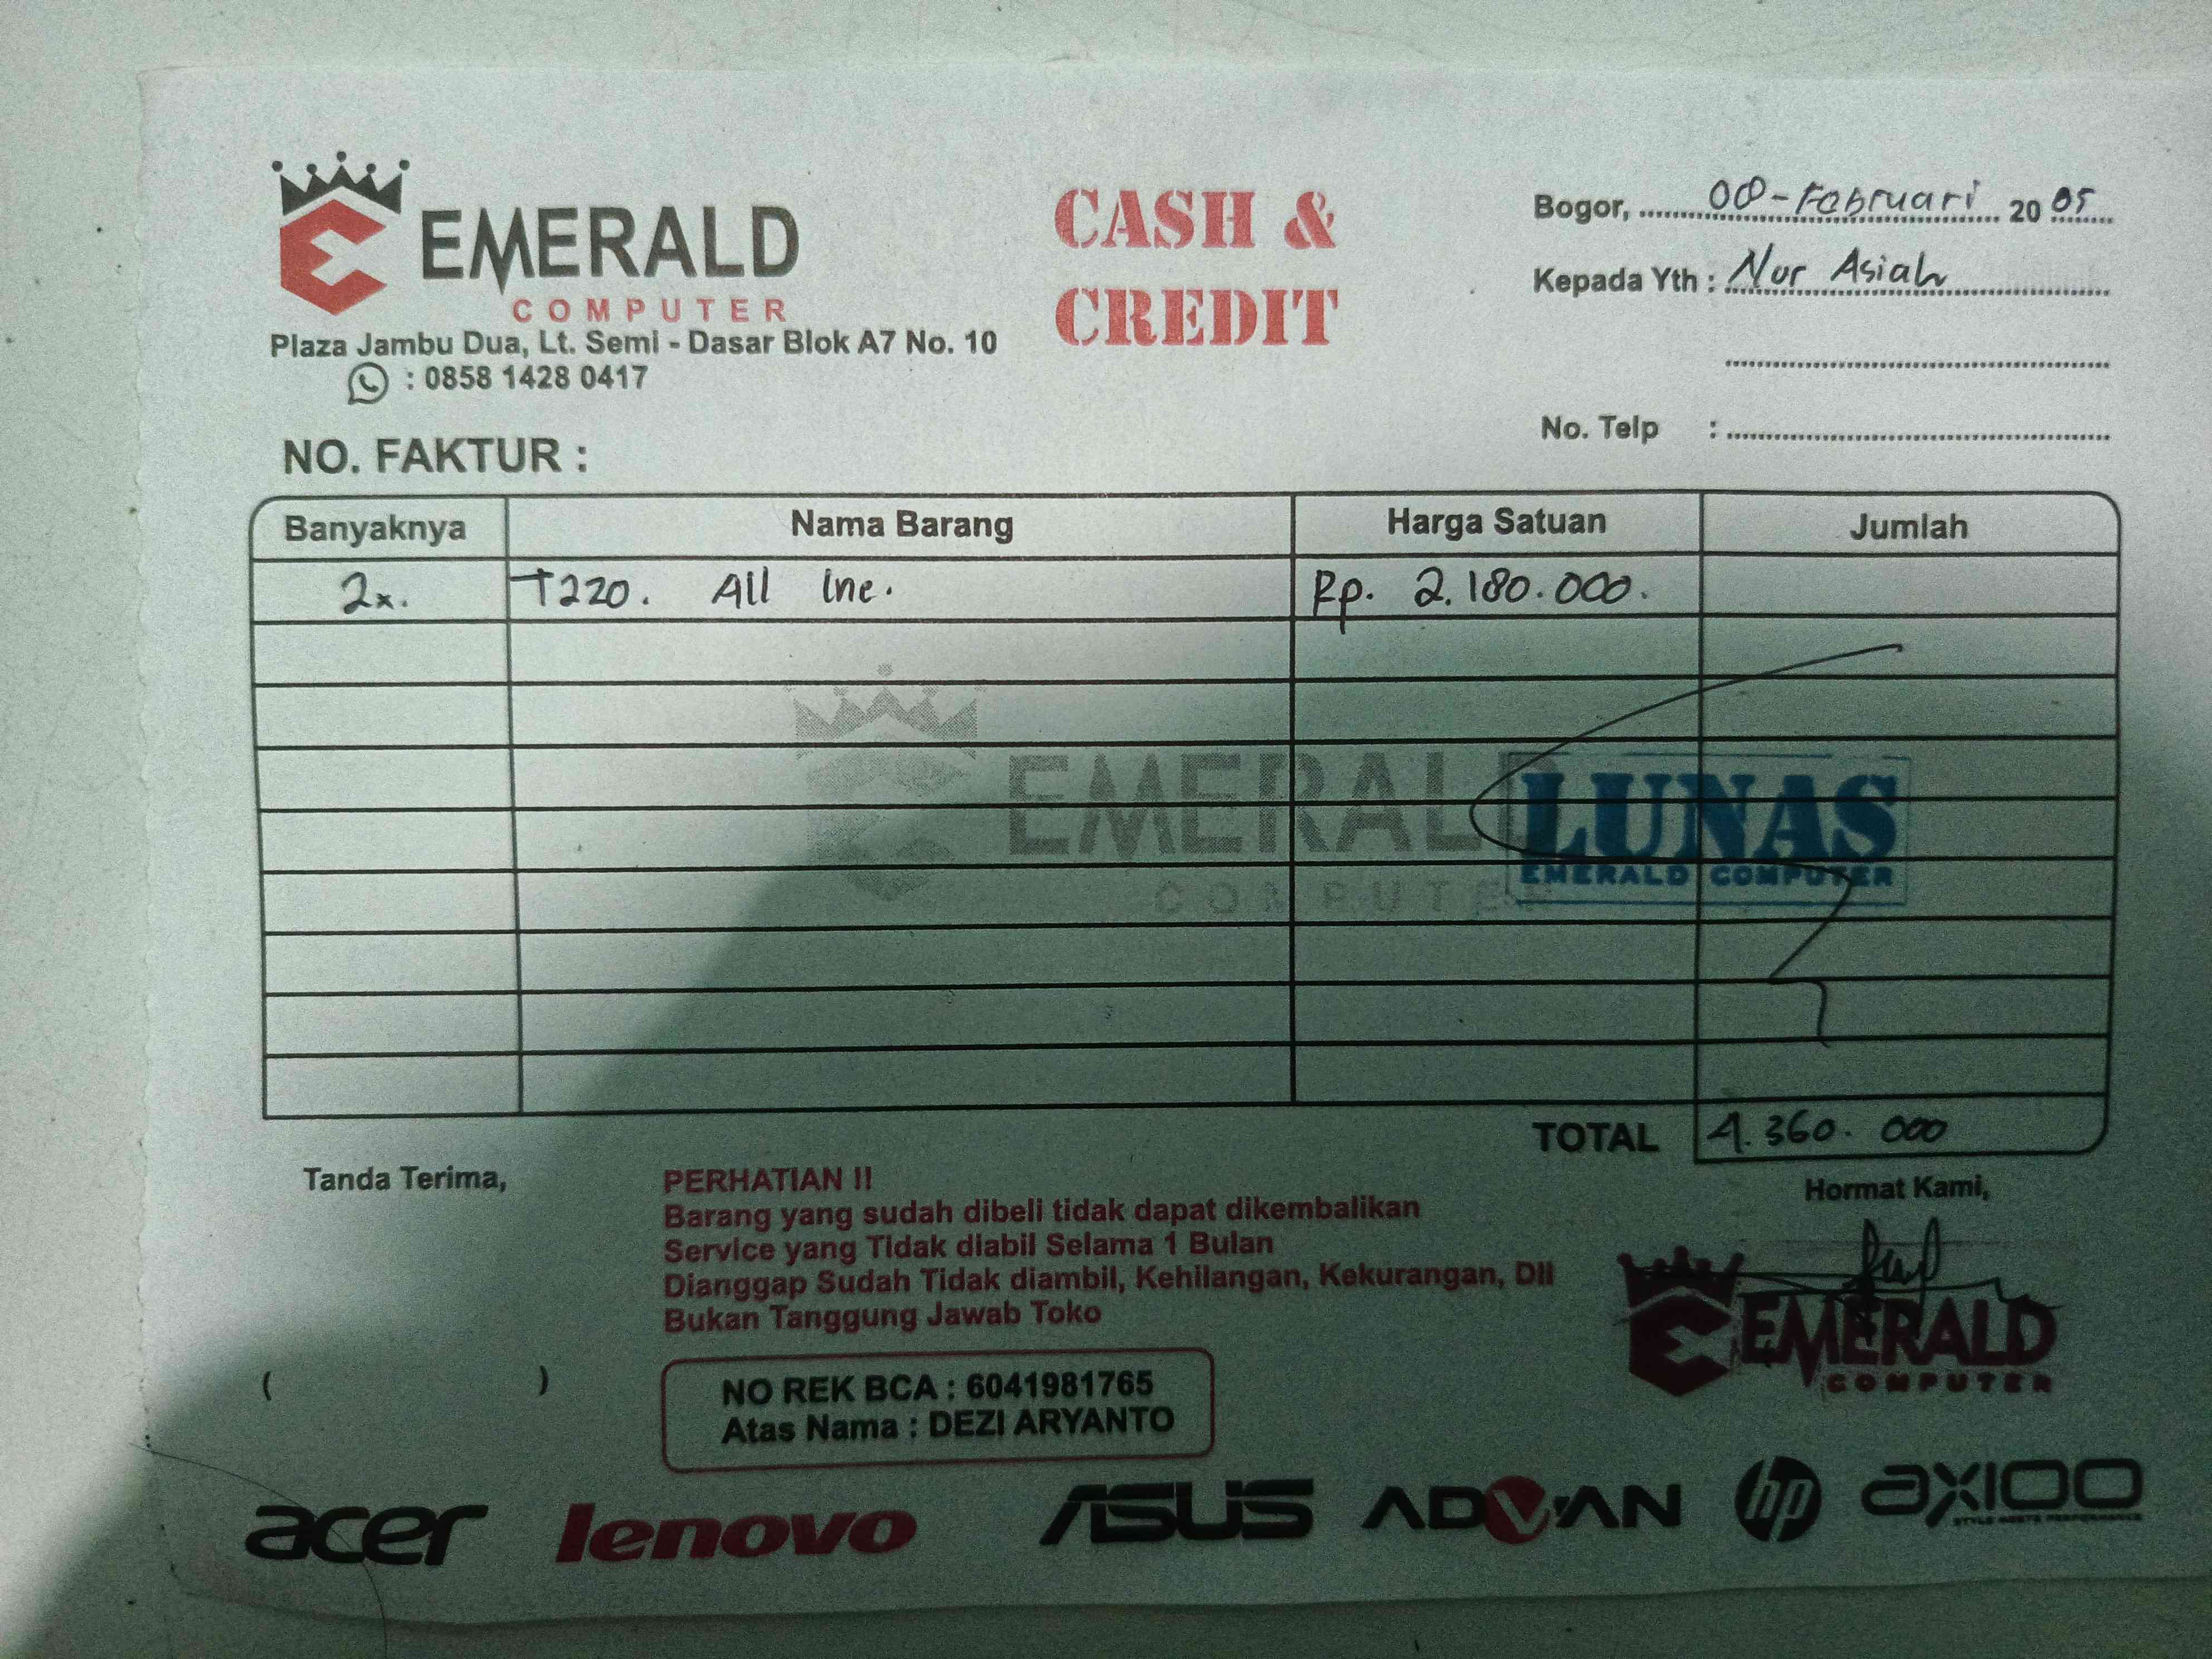 EMERALD
COMPUTER
Plaza Jambu Dua, Lt. Semi - Dasar Blok A7 No. 10
: 0858 1428 0417
CASH &
CREDIT
Bogor, 08-Februari 2005
Kepada Yth : Nur Asiah
No. Telp :
NO. FAKTUR :
Banyaknya Nama Barang Harga Satuan Jumlah
2x. T220. All Ine. Rp. 2.180.000.
EMERALD
COMPUTER
LUNAS
EMERALD COMPUTER
TOTAL 4.360.000
Tanda Terima,
( )
PERHATIAN !!
Barang yang sudah dibeli tidak dapat dikembalikan
Service yang Tidak diabil Selama 1 Bulan
Dianggap Sudah Tidak diambil, Kehilangan, Kekurangan, Dll
Bukan Tanggung Jawab Toko
NO REK BCA : 6041981765
Atas Nama : DEZI ARYANTO
Hormat Kami,
EMERALD
COMPUTER
acer lenovo ASUS ADVAN hp axioo
STYLE MEETS PERFORMANCE